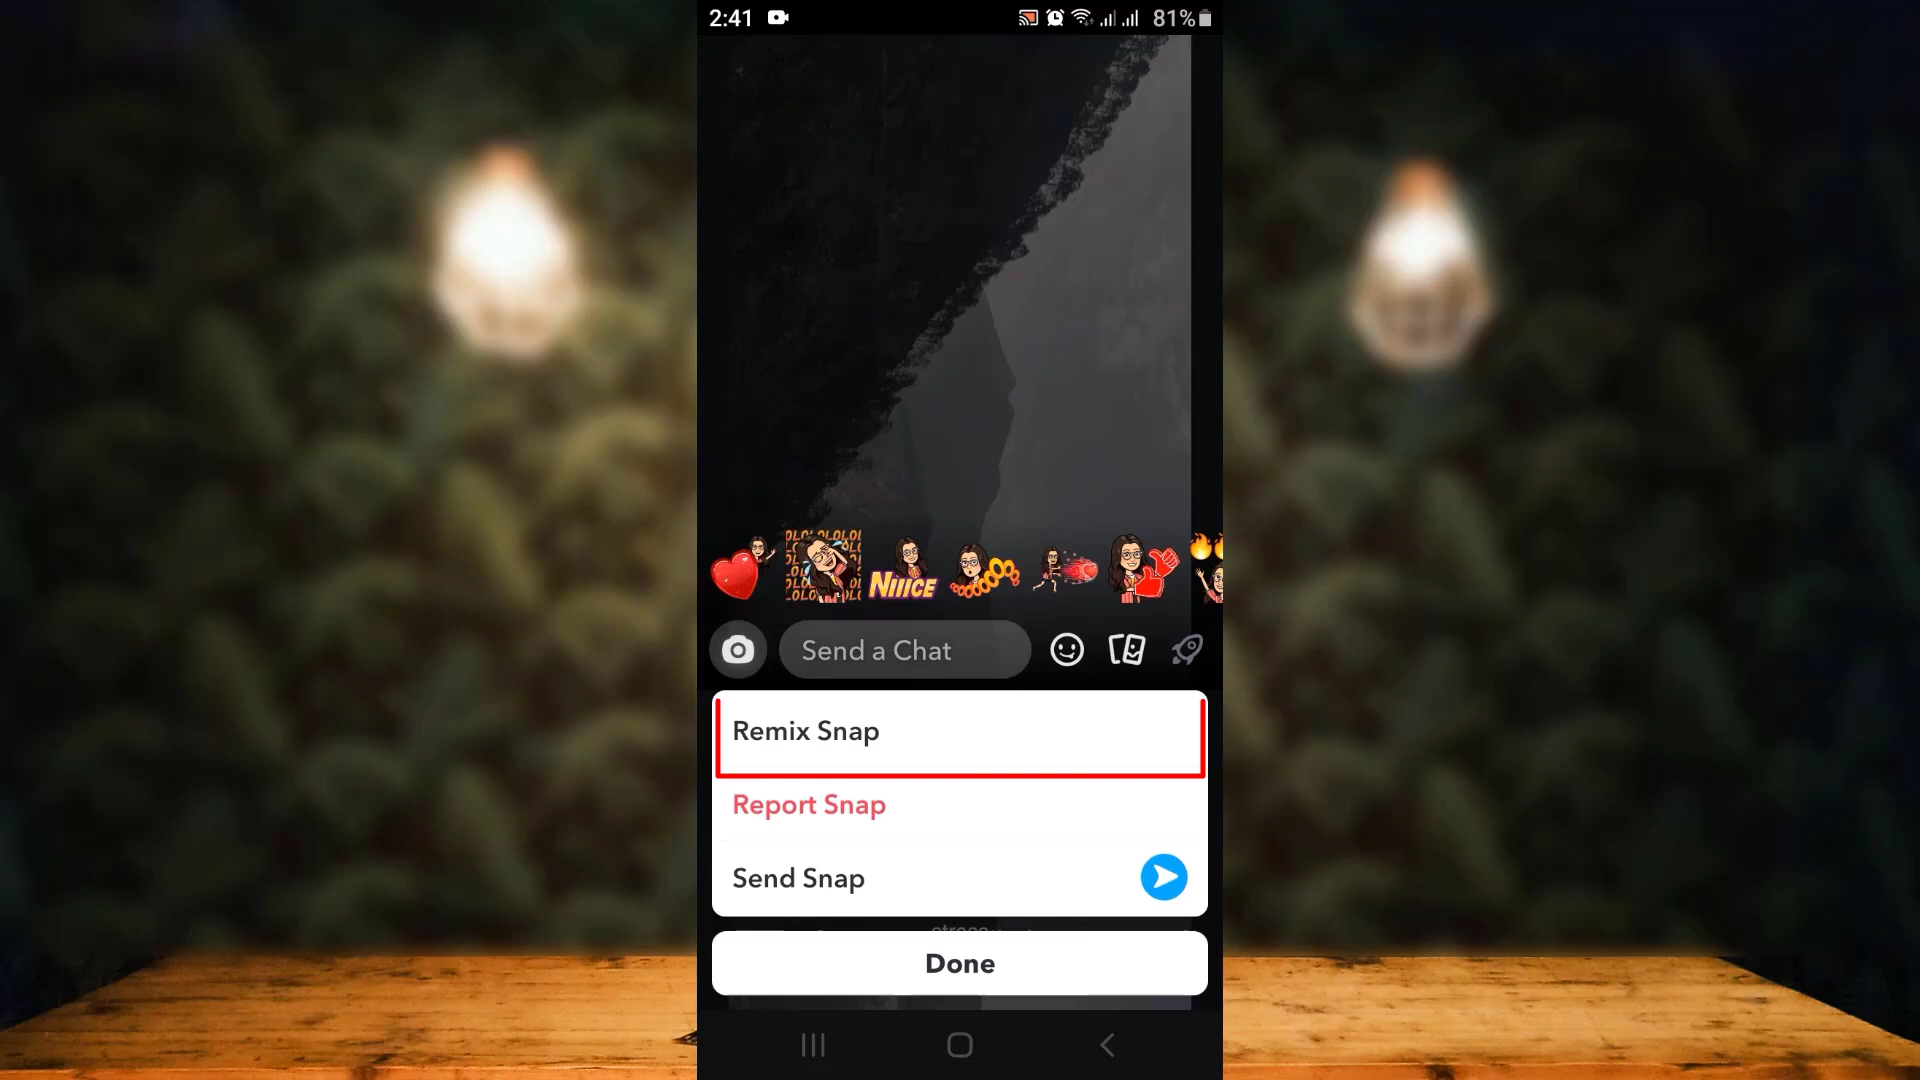 2:41
81%
NIIICE
Send a Chat
Remix Snap
Report Snap
Send Snap
Done